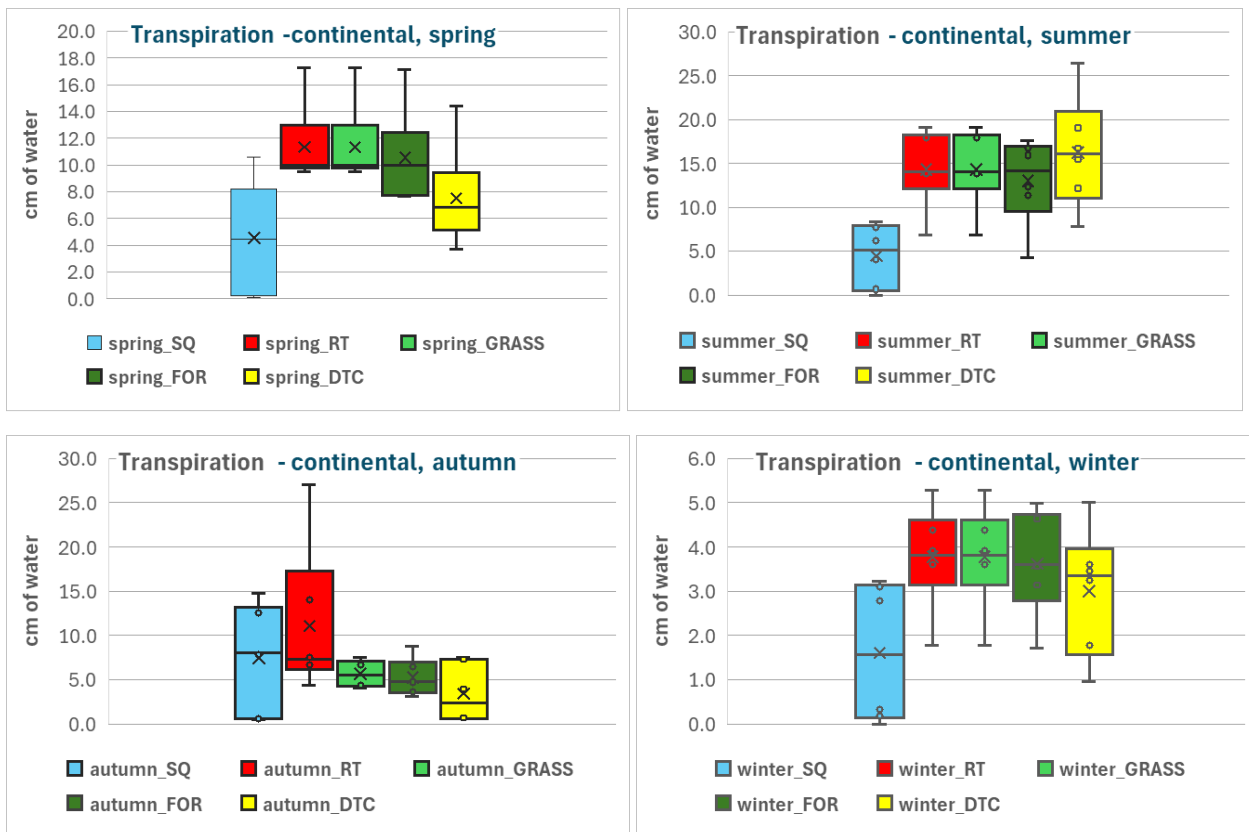 Transpiration -continental, spring
20.0
18.0
16.0
14.0
12.0
10.0
8.0
6.0
4.0
2.0
0.0
cm of water
spring_SQ spring_RT spring_GRASS
spring_FOR spring_DTC
Transpiration - continental, summer
30.0
25.0
20.0
15.0
10.0
5.0
0.0
cm of water
summer_SQ summer_RT summer_GRASS
summer_FOR summer_DTC
Transpiration - continental, autumn
30.0
25.0
20.0
15.0
10.0
5.0
0.0
cm of water
autumn_SQ autumn_RT autumn_GRASS
autumn_FOR autumn_DTC
Transpiration - continental, winter
6.0
5.0
4.0
3.0
2.0
1.0
0.0
cm of water
winter_SQ winter_RT winter_GRASS
winter_FOR winter_DTC